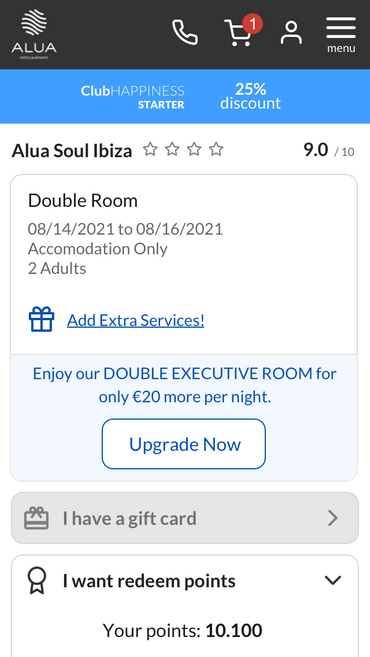 ALUA
HOTELS & RESORTS
1
menu
ClubHAPPINESS
STARTER
25%
discount
Alua Soul Ibiza
9.0 / 10
Double Room
08/14/2021 to 08/16/2021
Accomodation Only
2 Adults
Add Extra Services!
Enjoy our DOUBLE EXECUTIVE ROOM for
only €20 more per night.
Upgrade Now
I have a gift card
I want redeem points
Your points: 10.100